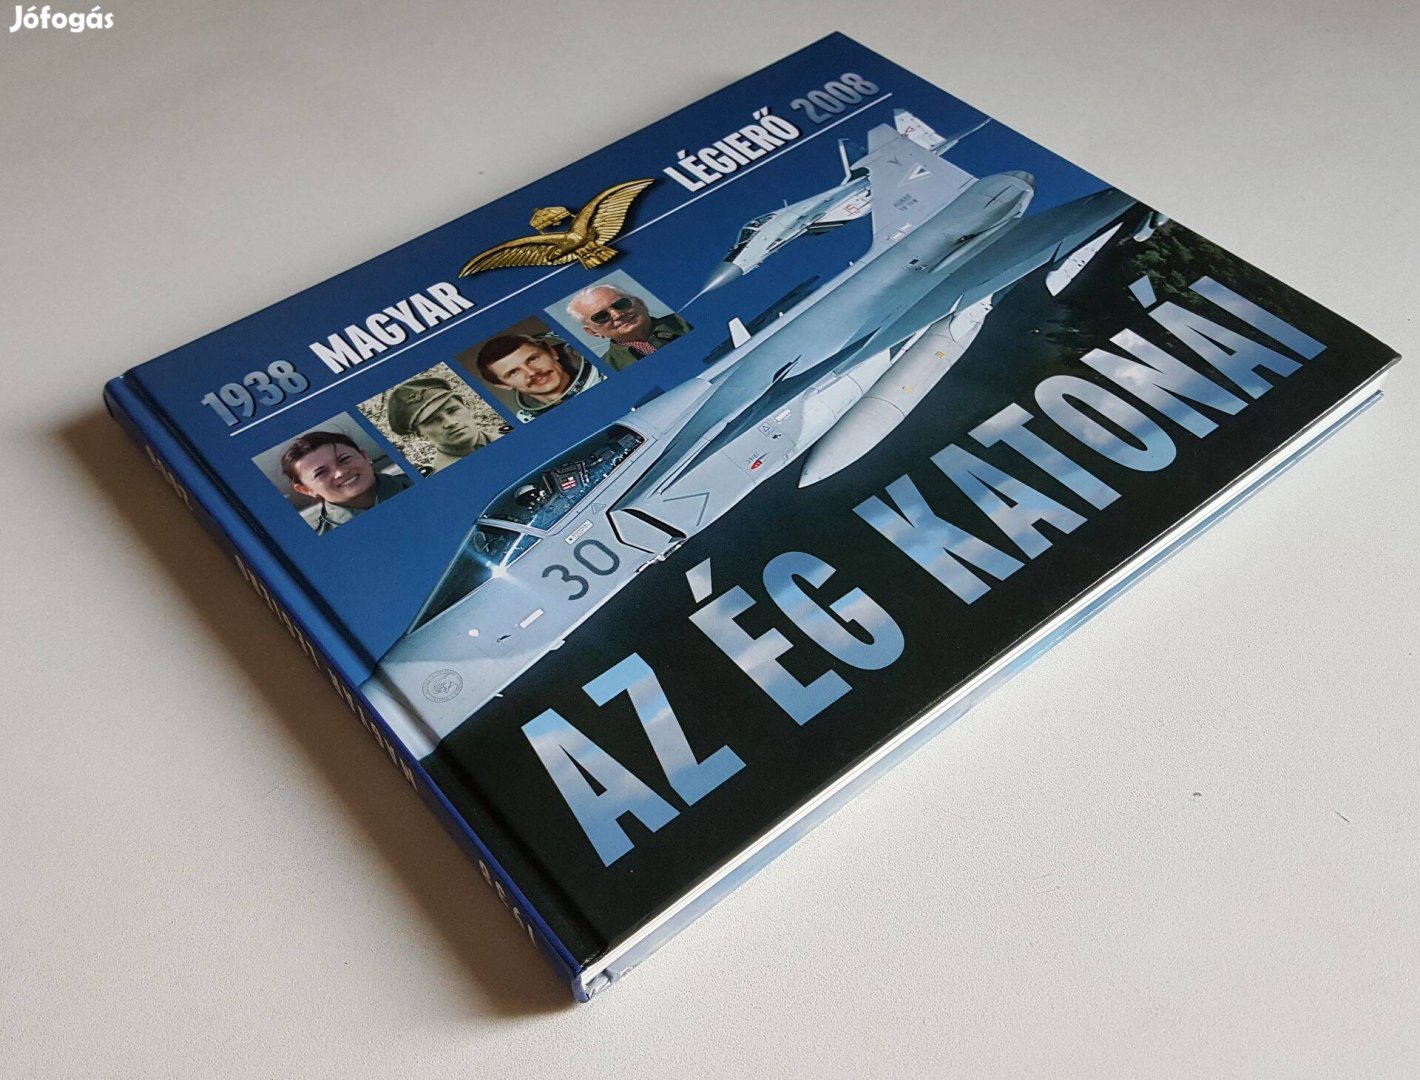 Jófogás
1938 MAGYAR LÉGIERŐ 2008
30
AZ ÉG KATONÁI